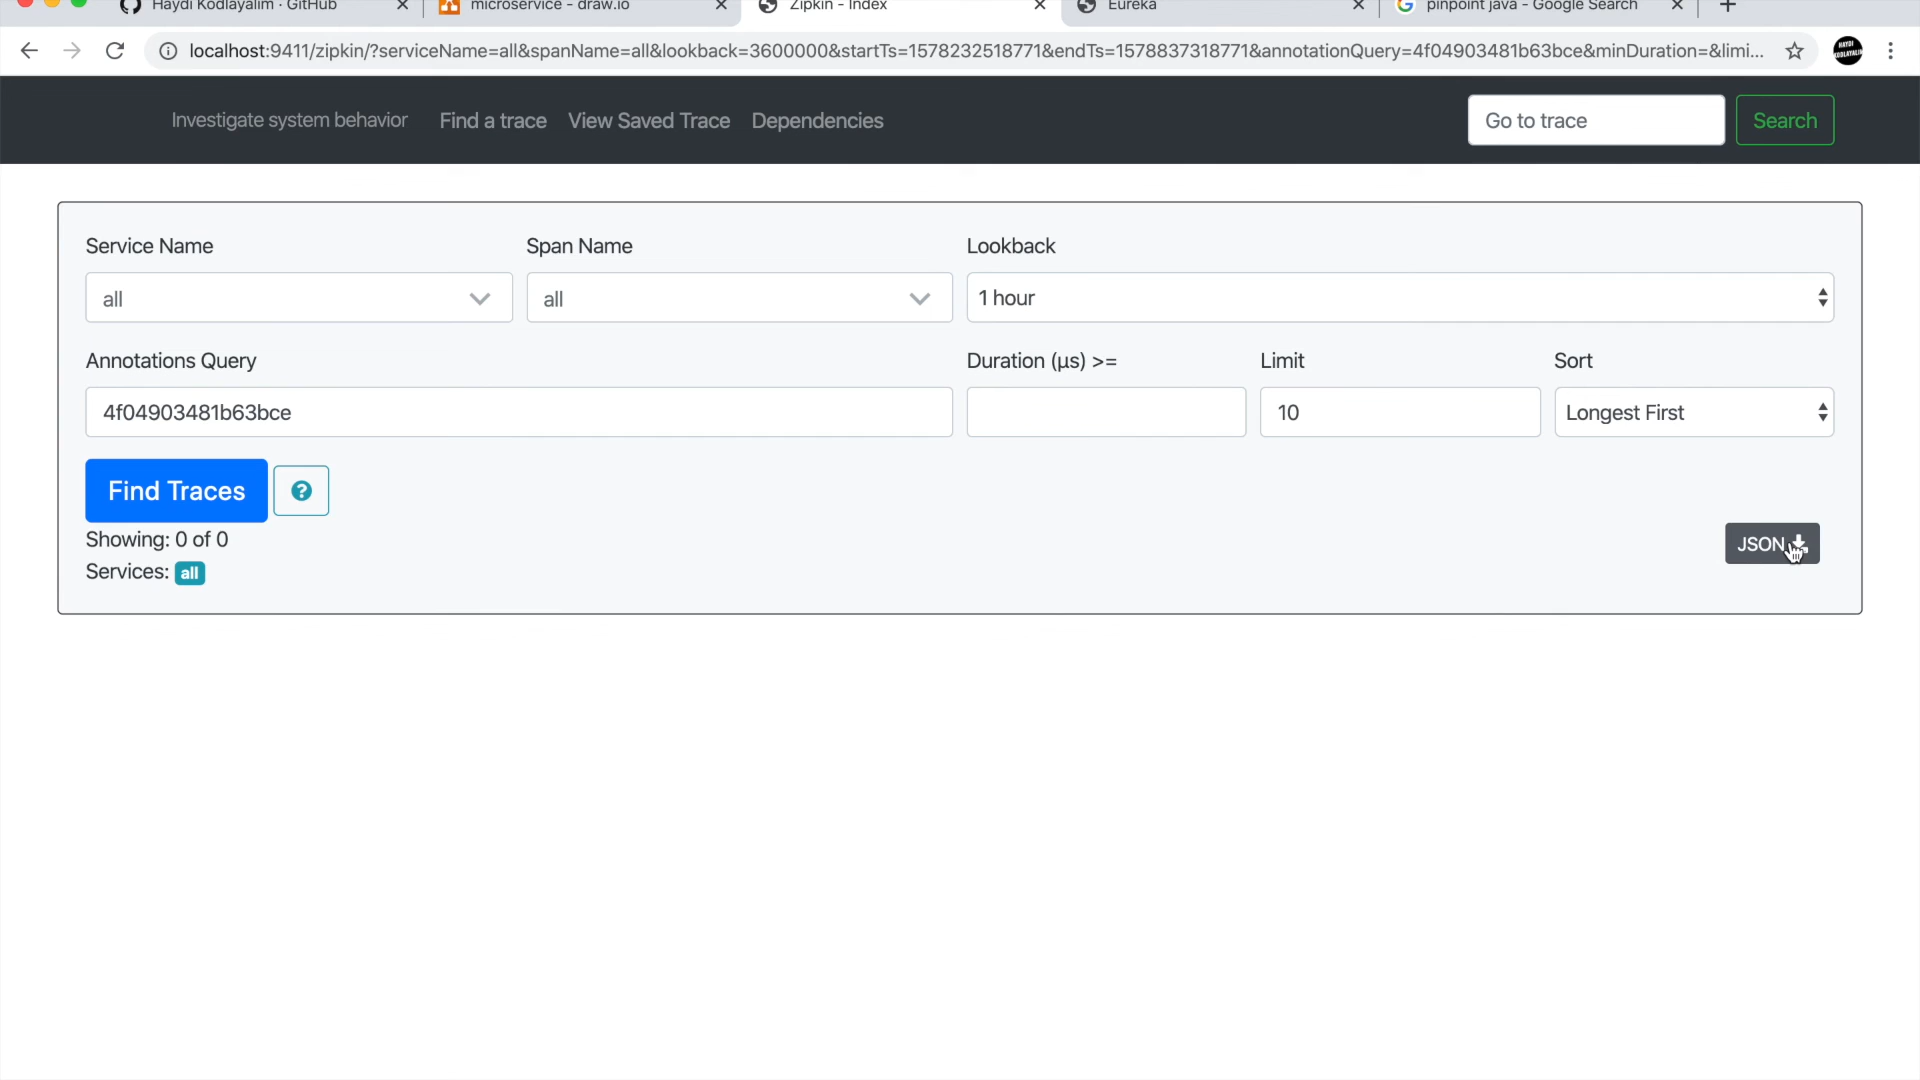 Haydi Kodlayalim · GitHub
microservice - draw.io
Zipkin - Index
Eureka
pinpoint java - Google Search
localhost:9411/zipkin/?serviceName=all&spanName=all&lookback=3600000&startTs=1578232518771&endTs=1578837318771&annotationQuery=4f04903481b63bce&minDuration=&limi...
HAYDI KODLAYALIM
Investigate system behavior
Find a trace
View Saved Trace
Dependencies
Go to trace
Search
Service Name
Span Name
Lookback
all
all
1 hour
Annotations Query
Duration (μs) >=
Limit
Sort
4f04903481b63bce
10
Longest First
Find Traces
?
Showing: 0 of 0
JSON
Services: all